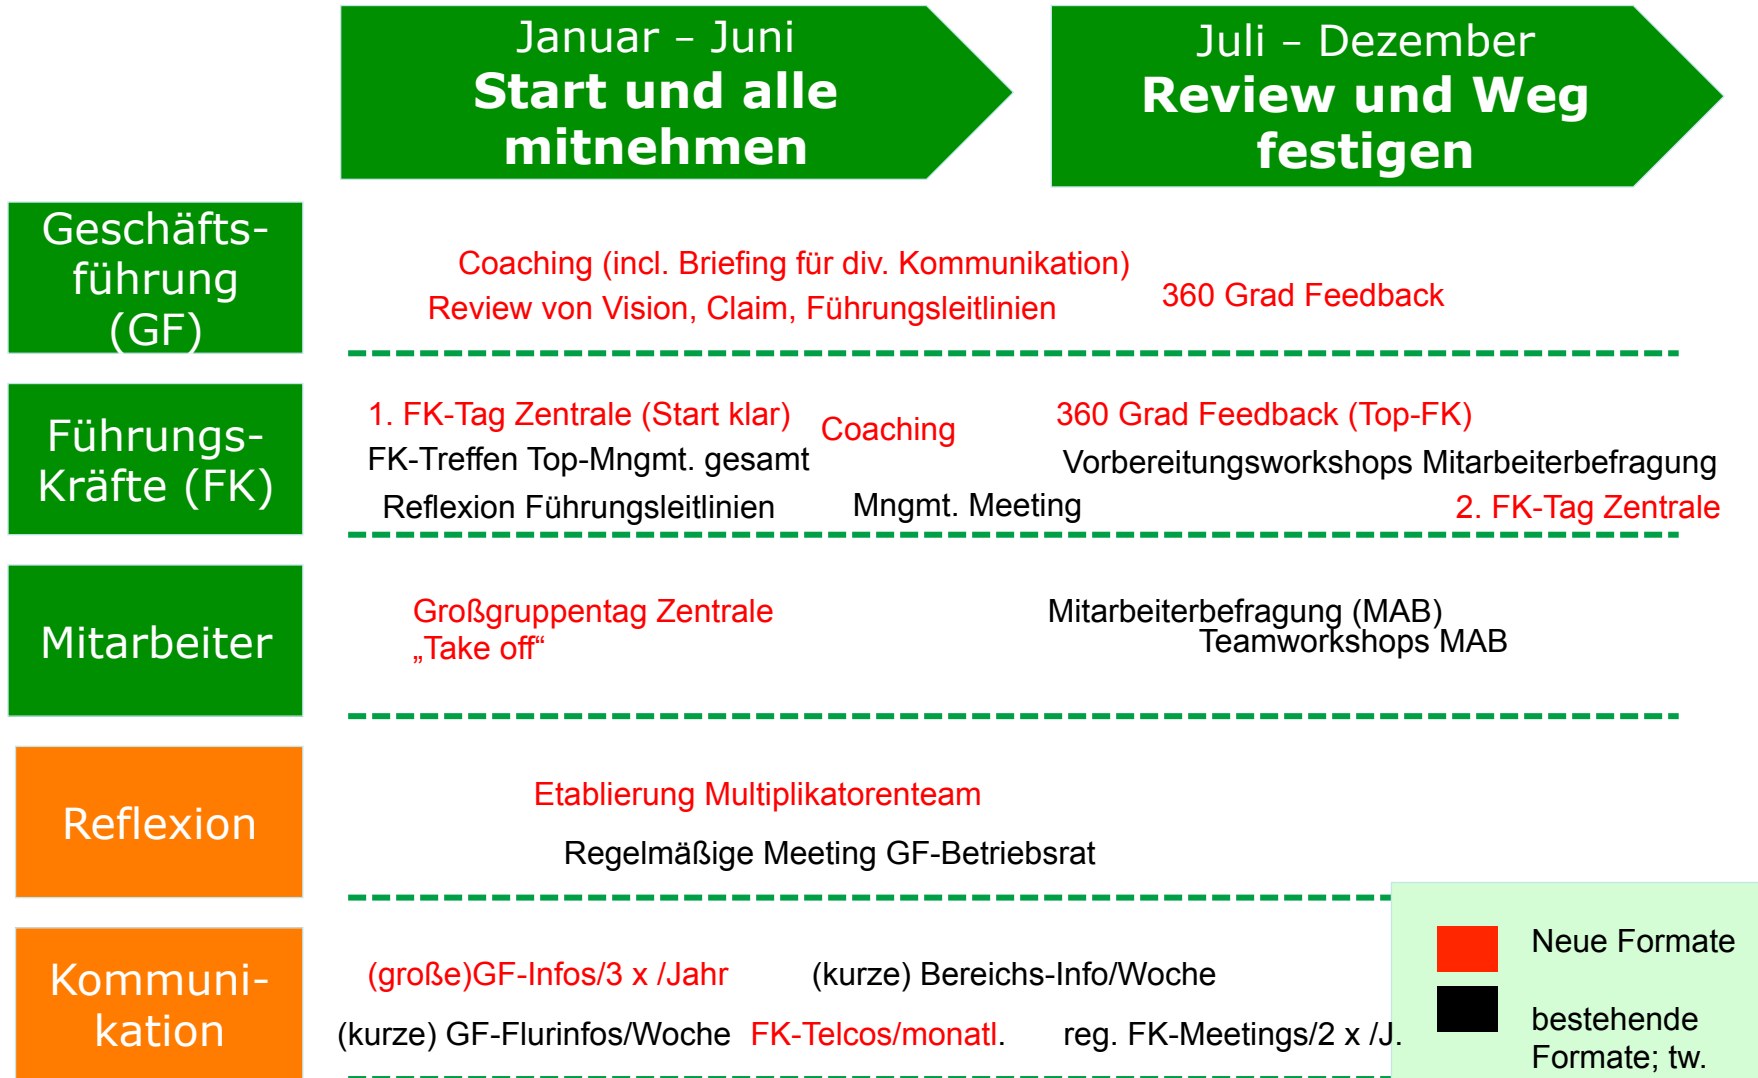 Januar – Juni
Start und alle
mitnehmen
Juli – Dezember
Review und Weg
festigen
Geschäfts-
führung
(GF)
Coaching (incl. Briefing für div. Kommunikation)
Review von Vision, Claim, Führungsleitlinien
360 Grad Feedback
Führungs-
Kräfte (FK)
1. FK-Tag Zentrale (Start klar)
Coaching
360 Grad Feedback (Top-FK)
FK-Treffen Top-Mngmt. gesamt
Vorbereitungsworkshops Mitarbeiterbefragung
Reflexion Führungsleitlinien
Mngmt. Meeting
2. FK-Tag Zentrale
Mitarbeiter
Großgruppentag Zentrale
„Take off“
Mitarbeiterbefragung (MAB)
Teamworkshops MAB
Reflexion
Etablierung Multiplikatorenteam
Regelmäßige Meeting GF-Betriebsrat
Kommuni-
kation
(große)GF-Infos/3 x /Jahr
(kurze) Bereichs-Info/Woche
(kurze) GF-Flurinfos/Woche
FK-Telcos/monatl.
reg. FK-Meetings/2 x /J.
Neue Formate
bestehende
Formate; tw.